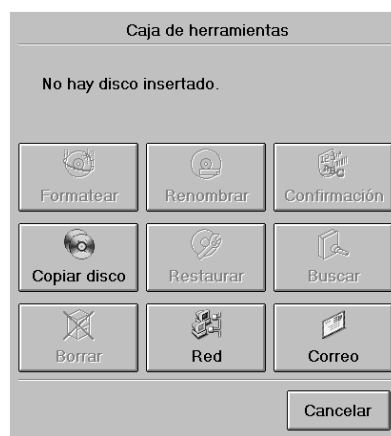 Caja de herramientas
No hay disco insertado.
Formatear Renombrar Confirmación
Copiar disco Restaurar Buscar
Borrar Red Correo
Cancelar